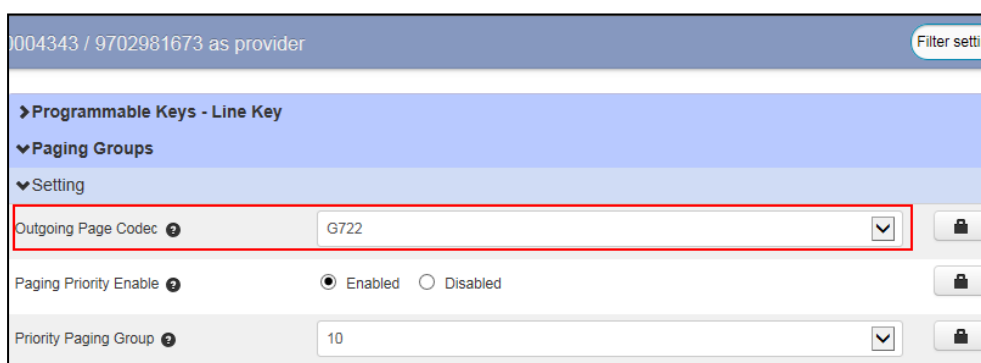 0004343 / 9702981673 as provider
Filter setti
Programmable Keys - Line Key
Paging Groups
Setting
Outgoing Page Codec
G722
Paging Priority Enable
Enabled Disabled
Priority Paging Group
10